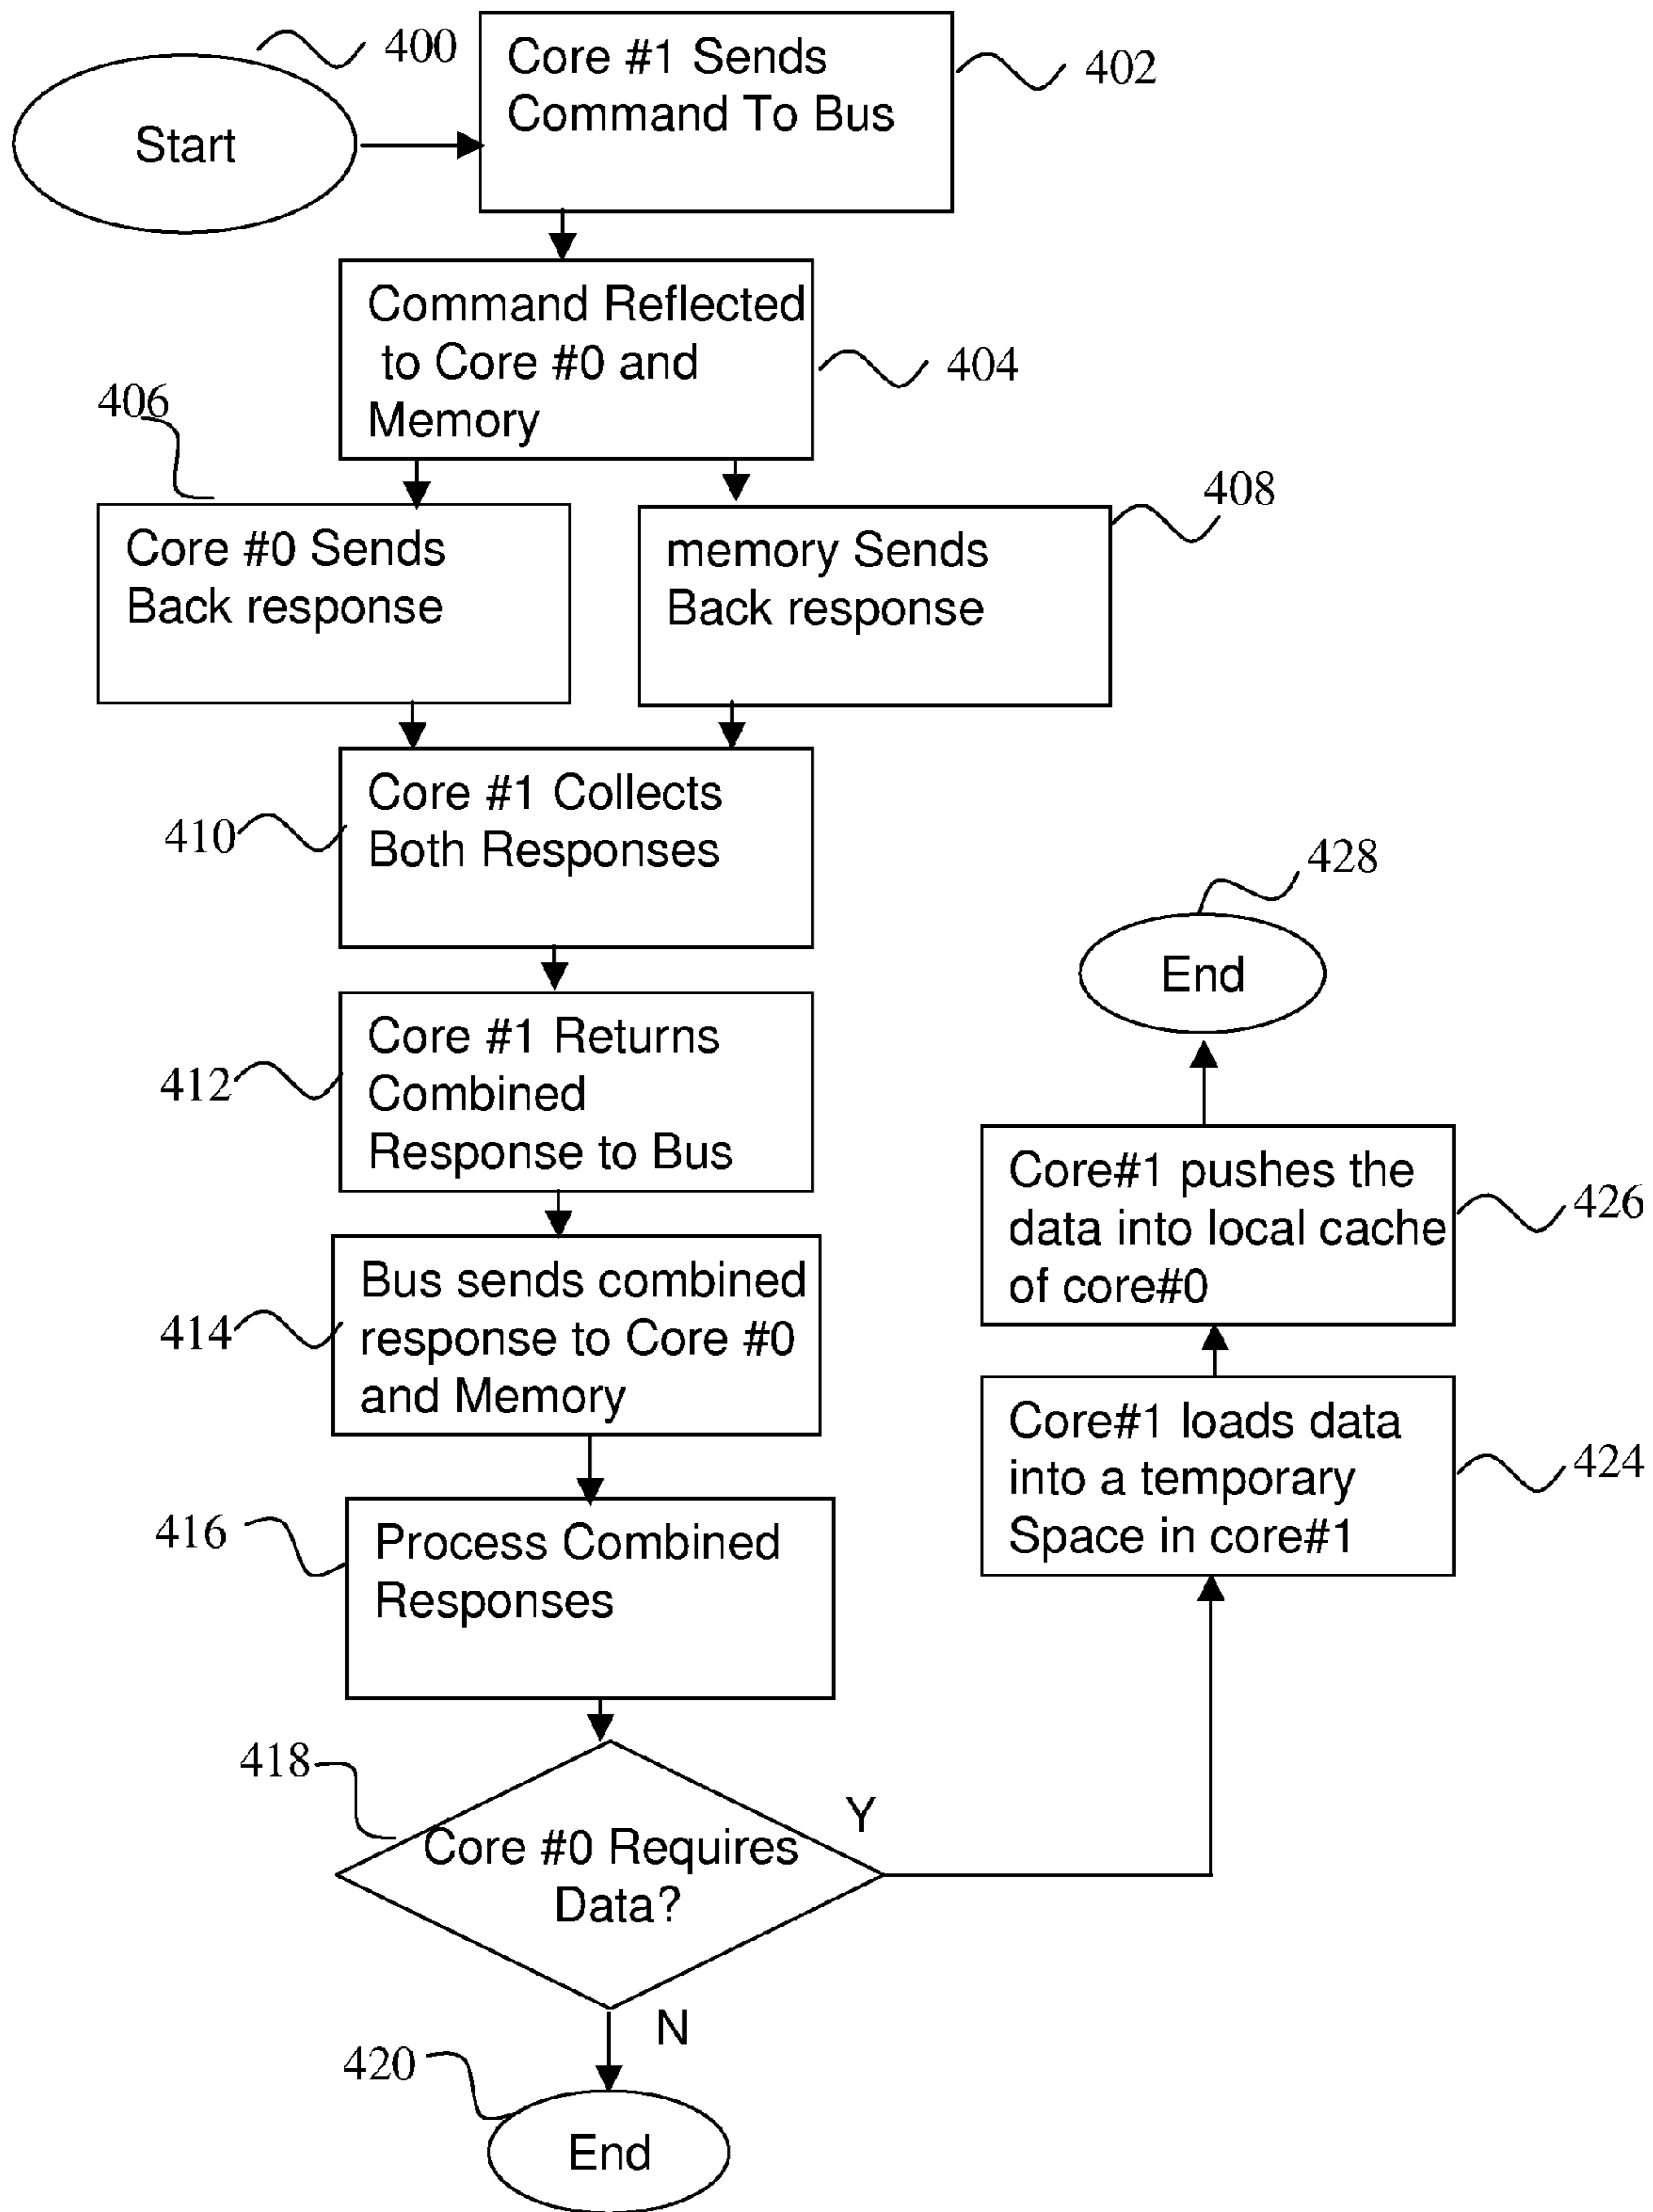 400
Start
Core #1 Sends
Command To Bus
402
Command Reflected
to Core #0 and
Memory
404
406
Core #0 Sends
Back response
408
memory Sends
Back response
410
Core #1 Collects
Both Responses
412
Core #1 Returns
Combined
Response to Bus
414
Bus sends combined
response to Core #0
and Memory
416
Process Combined
Responses
418
Core #0 Requires
Data?
Y
N
420
End
424
Core#1 loads data
into a temporary
Space in core#1
426
Core#1 pushes the
data into local cache
of core#0
428
End